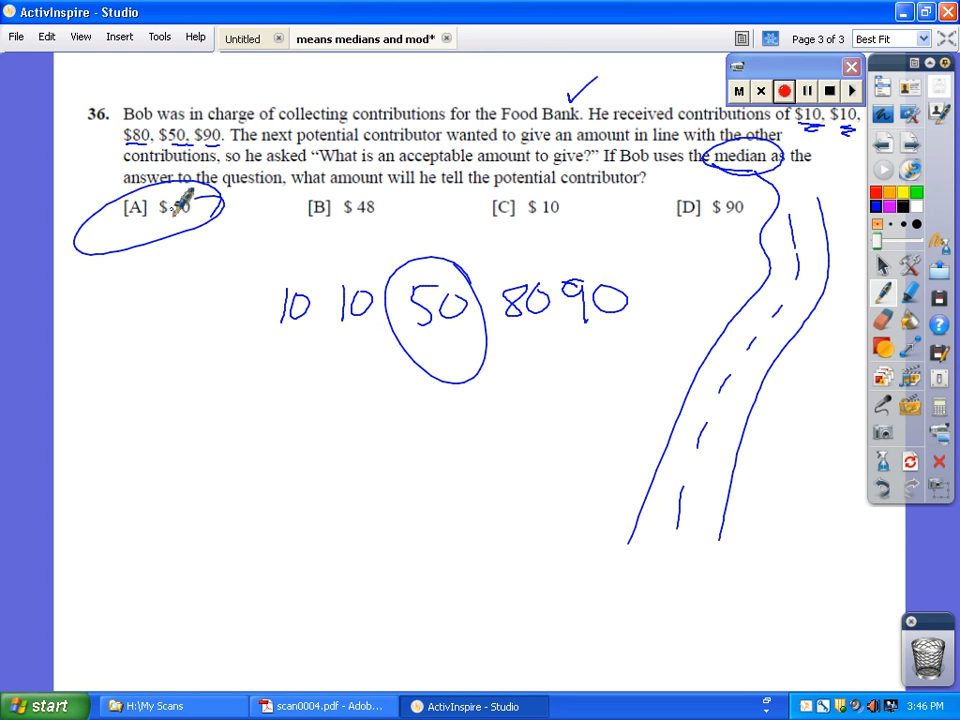 ActivInspire - Studio
File Edit View Insert Tools Help
Untitled
means medians and mod*
Page 3 of 3
Best Fit
M
36. Bob was in charge of collecting contributions for the Food Bank. He received contributions of $10, $10,
$80, $50, $90. The next potential contributor wanted to give an amount in line with the other
contributions, so he asked “What is an acceptable amount to give?” If Bob uses the median as the
answer to the question, what amount will he tell the potential contributor?
[A] $ 50 [B] $ 48 [C] $ 10 [D] $ 90
10 10 50 80 90
start
H:\My Scans
scan0004.pdf - Adob...
ActivInspire - Studio
3:46 PM